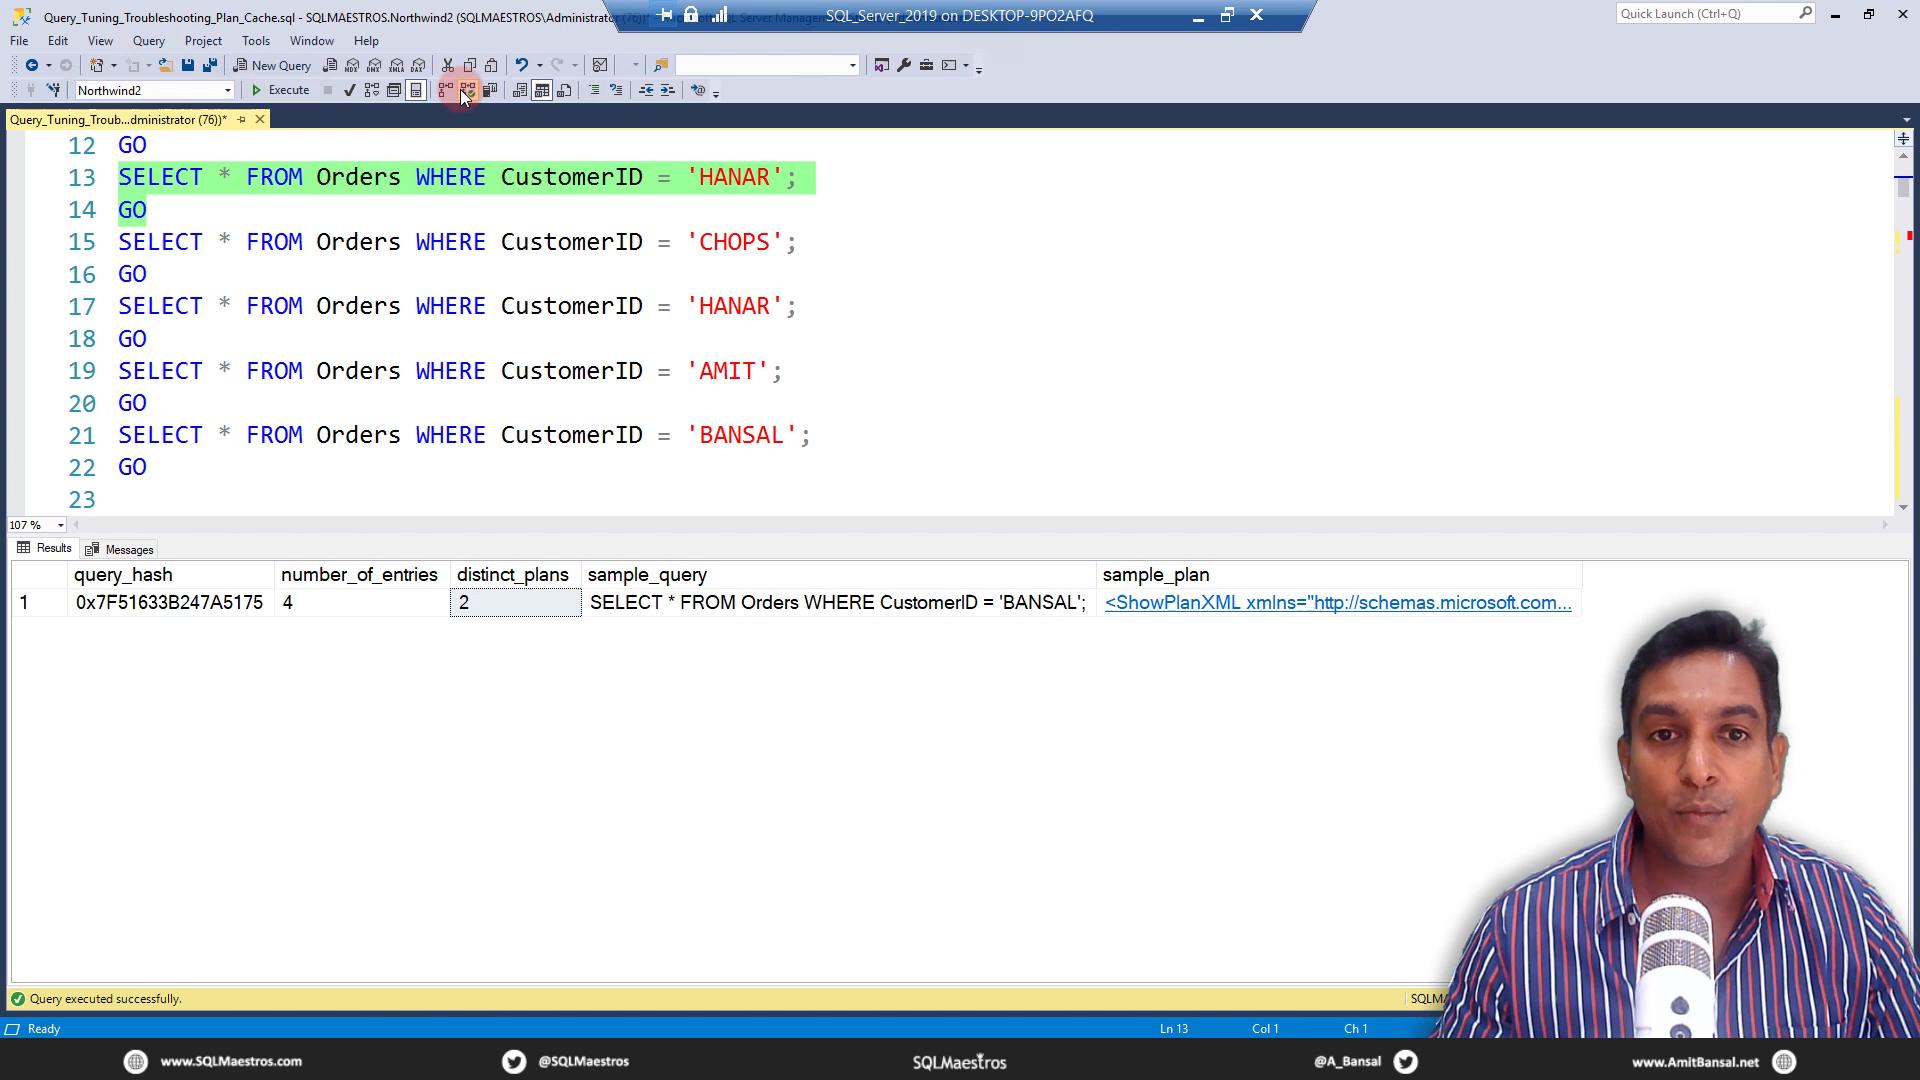 Query_Tuning_Troubleshooting_Plan_Cache.sql - SQLMAESTROS.Northwind2 (SQLMAESTROS\Administrator (76))*
SQL_Server_2019 on DESKTOP-9PO2AFQ
Quick Launch (Ctrl+Q)
File Edit View Query Project Tools Window Help
New Query
Northwind2
Execute
Query_Tuning_Troub...dministrator (76))*
12 GO
13 SELECT * FROM Orders WHERE CustomerID = 'HANAR';
14 GO
15 SELECT * FROM Orders WHERE CustomerID = 'CHOPS';
16 GO
17 SELECT * FROM Orders WHERE CustomerID = 'HANAR';
18 GO
19 SELECT * FROM Orders WHERE CustomerID = 'AMIT';
20 GO
21 SELECT * FROM Orders WHERE CustomerID = 'BANSAL';
22 GO
23
107 %
Results Messages
query_hash number_of_entries distinct_plans sample_query sample_plan
1 0x7F51633B247A5175 4 2 SELECT * FROM Orders WHERE CustomerID = 'BANSAL'; <ShowPlanXML xmlns="http://schemas.microsoft.com...
Query executed successfully.
Ready Ln 13 Col 1 Ch 1
www.SQLMaestros.com @SQLMaestros SQLMaestros @A_Bansal www.AmitBansal.net